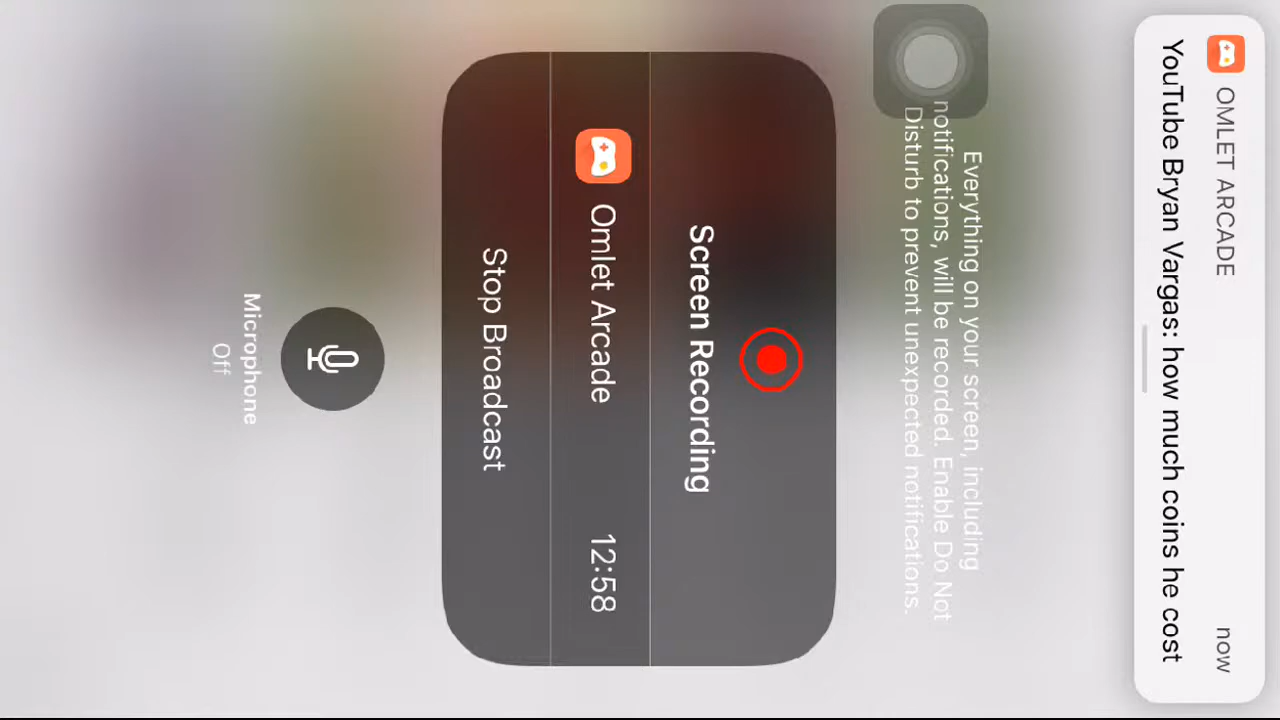 OMLET ARCADE
now
YouTube Bryan Vargas: how much coins he cost
Everything on your screen, including
notifications, will be recorded. Enable Do Not
Disturb to prevent unexpected notifications.
Screen Recording
Omlet Arcade
12:58
Stop Broadcast
Microphone
Off